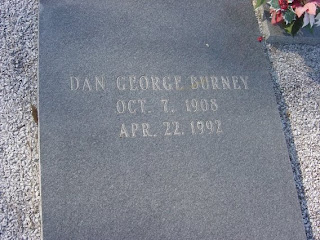 DAN GEORGE BURNEY
OCT. 7. 1908
APR. 22. 1992